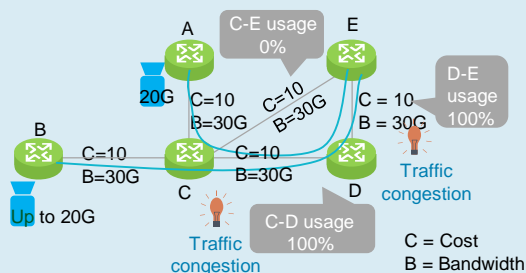 A
C-E usage
0%
E
20G
C=10
B=30G
C=10
B=30G
C = 10
B = 30G
D-E
usage
100%
B
C=10
B=30G
C=10
B=30G
Up to 20G
C
D
Traffic
congestion
Traffic
congestion
C-D usage
100%
C = Cost
B = Bandwidth